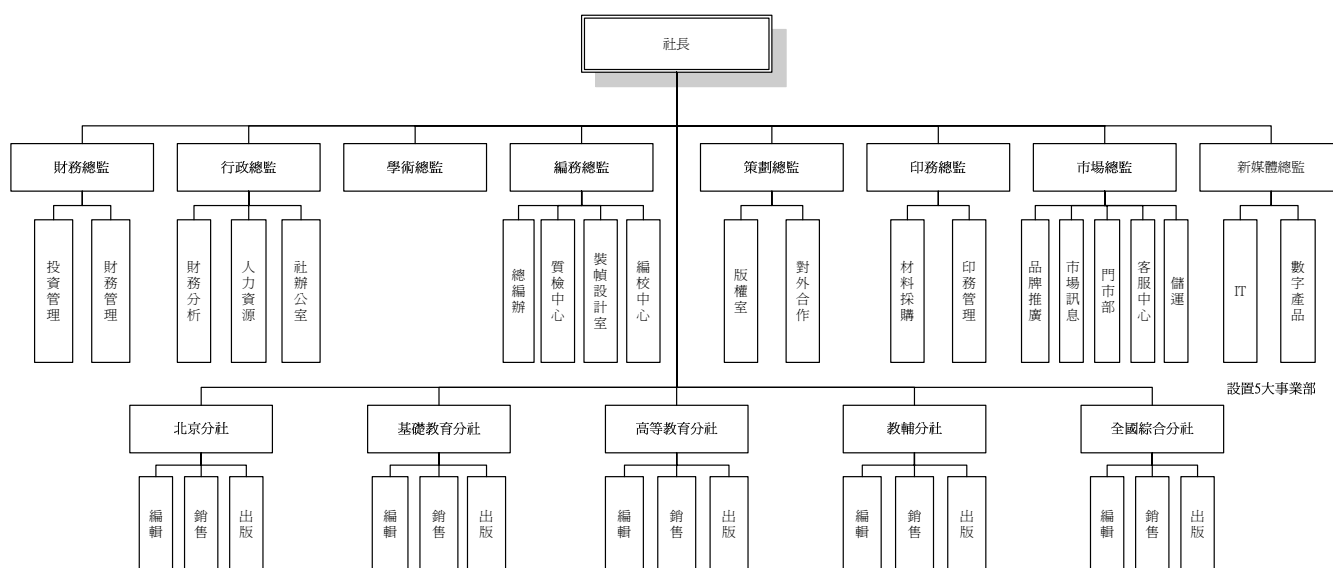 社長
財務總監
行政總監
學術總監
編務總監
策劃總監
印務總監
市場總監
新媒體總監
投資管理
財務管理
財務分析
人力資源
社辦公室
總編辦
質檢中心
裝幀設計室
編校中心
版權室
對外合作
材料採購
印務管理
品牌推廣
市場訊息
門市部
客服中心
儲運
IT
數字產品
設置5大事業部
北京分社
基礎教育分社
高等教育分社
教輔分社
全國綜合分社
編輯
銷售
出版
編輯
銷售
出版
編輯
銷售
出版
編輯
銷售
出版
編輯
銷售
出版